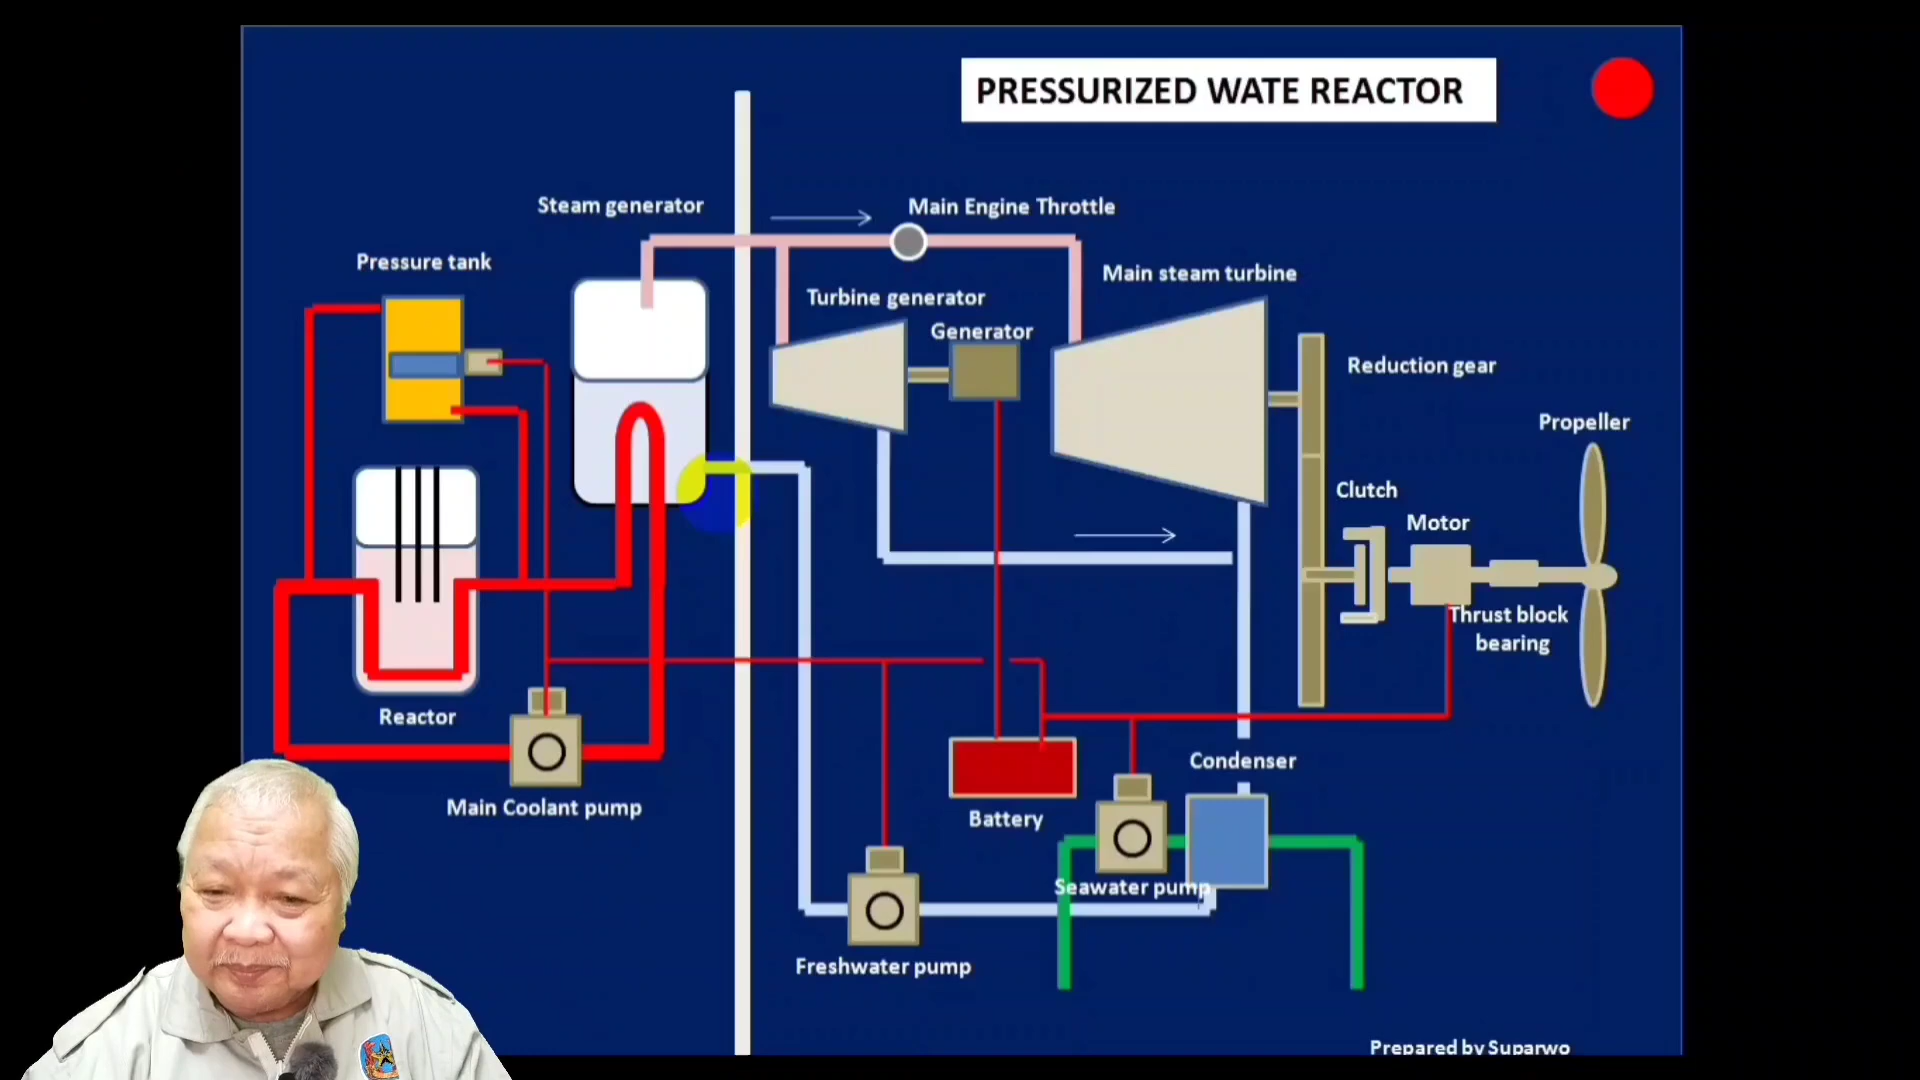 PRESSURIZED WATE REACTOR
Steam generator
Main Engine Throttle
Pressure tank
Main steam turbine
Turbine generator
Generator
Reduction gear
Propeller
Clutch
Motor
Thrust block
bearing
Reactor
Condenser
Main Coolant pump
Battery
Seawater pump
Freshwater pump
Prepared by Suparwo